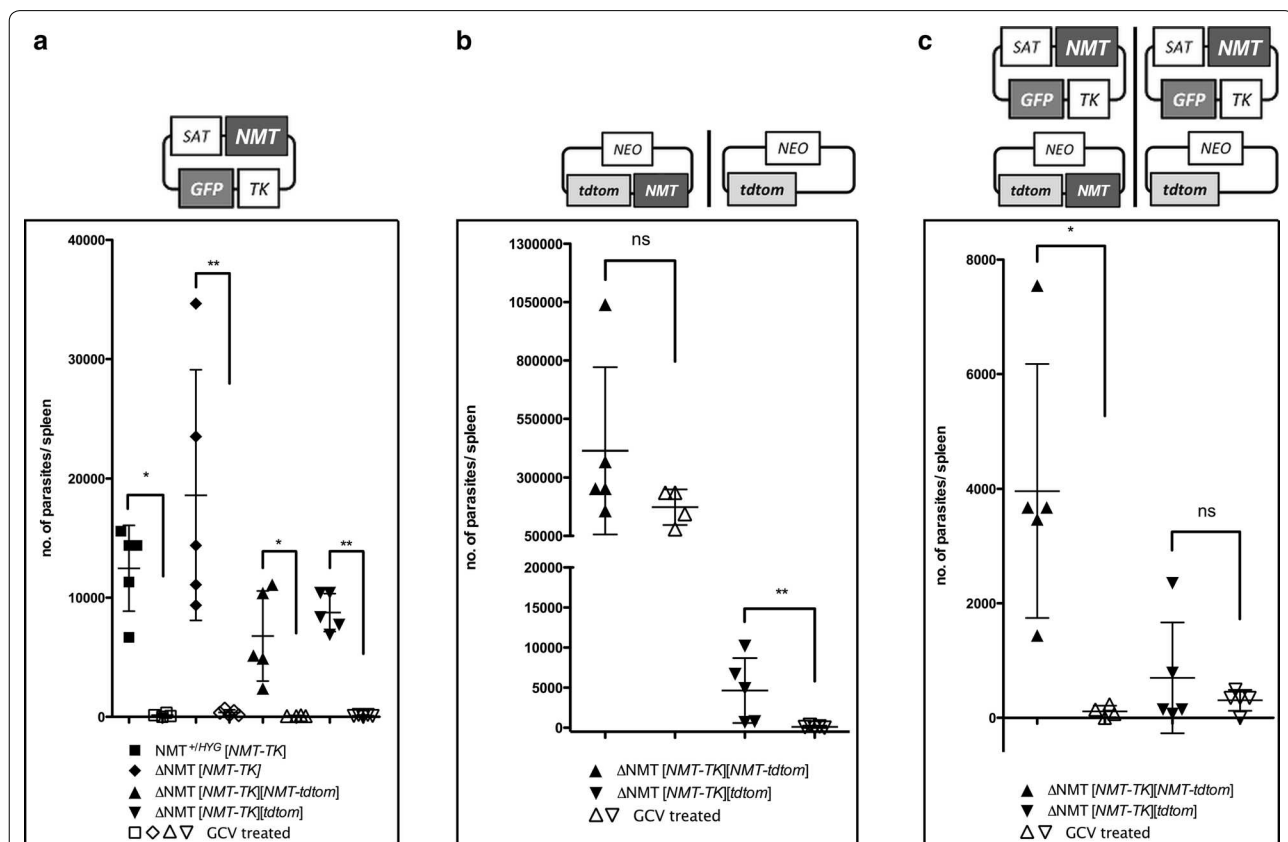 a
b
c
SAT NMT
GFP TK
NEO
tdtom NMT
NEO
tdtom
SAT NMT
GFP TK
SAT NMT
GFP TK
NEO
tdtom NMT
NEO
tdtom
no. of parasites/ spleen
40000
30000
20000
10000
0
*
**
*
**
■ NMT+/HYG [NMT-TK]
◆ ΔNMT [NMT-TK]
▲ ΔNMT [NMT-TK][NMT-tdtom]
▼ ΔNMT [NMT-TK][tdtom]
□◇△▽ GCV treated
no. of parasites/ spleen
1300000
1050000
800000
550000
300000
50000
20000
15000
10000
5000
0
ns
**
▲ ΔNMT [NMT-TK][NMT-tdtom]
▼ ΔNMT [NMT-TK][tdtom]
△▽ GCV treated
no. of parasites/ spleen
8000
6000
4000
2000
0
*
ns
▲ ΔNMT [NMT-TK][NMT-tdtom]
▼ ΔNMT [NMT-TK][tdtom]
△▽ GCV treated